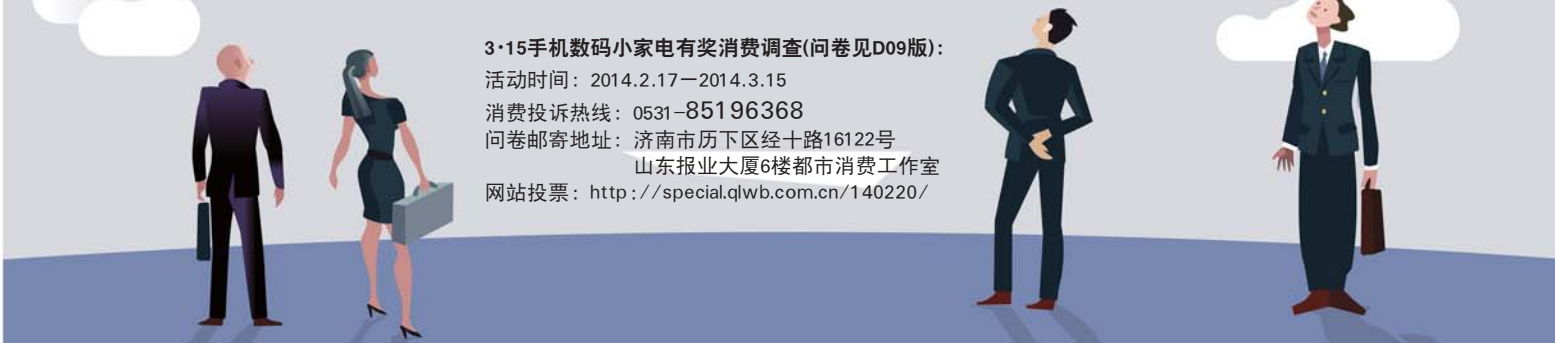 3·15手机数码小家电有奖消费调查(问卷见D09版)：
活动时间：2014.2.17—2014.3.15
消费投诉热线：0531-85196368
问卷邮寄地址：济南市历下区经十路16122号
山东报业大厦6楼都市消费工作室
网站投票：http://special.qlwb.com.cn/140220/